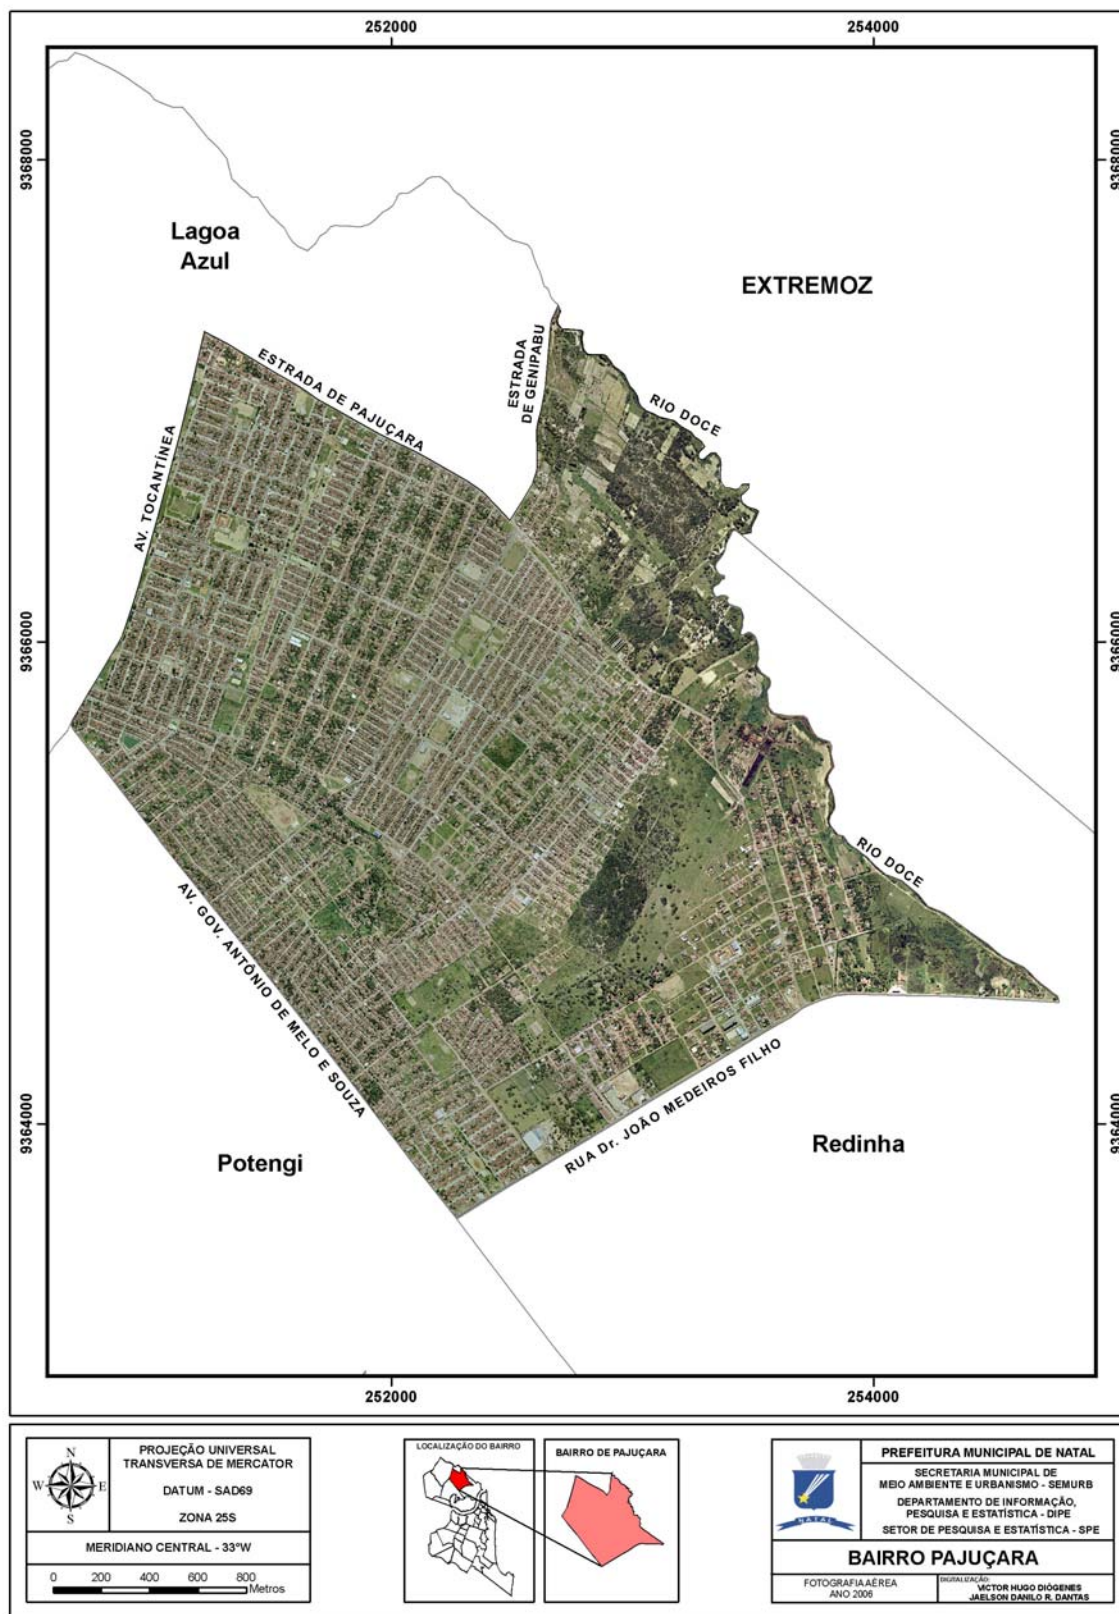 252000
254000
9368000
9368000
Lagoa
Azul
EXTREMOZ
ESTRADA
DE GENIPABU
ESTRADA DE PAJUÇARA
RIO DOCE
AV. TOCANTÍNEA
9366000
9366000
RIO DOCE
AV. GOV. ANTÔNIO DE MELO E SOUZA
RUA Dr. JOÃO MEDEIROS FILHO
9364000
9364000
Potengi
Redinha
252000
254000
N
W
E
S
PROJEÇÃO UNIVERSAL
TRANSVERSA DE MERCATOR
DATUM - SAD69
ZONA 25S
MERIDIANO CENTRAL - 33°W
0 200 400 600 800
Metros
LOCALIZAÇÃO DO BAIRRO
BAIRRO DE PAJUÇARA
NATAL
PREFEITURA MUNICIPAL DE NATAL
SECRETARIA MUNICIPAL DE
MEIO AMBIENTE E URBANISMO - SEMURB
DEPARTAMENTO DE INFORMAÇÃO,
PESQUISA E ESTATÍSTICA - DIPE
SETOR DE PESQUISA E ESTATÍSTICA - SPE
BAIRRO PAJUÇARA
FOTOGRAFIA AÉREA
ANO 2006
DIGITALIZAÇÃO:
VICTOR HUGO DIÓGENES
JAELSON DANILO R. DANTAS